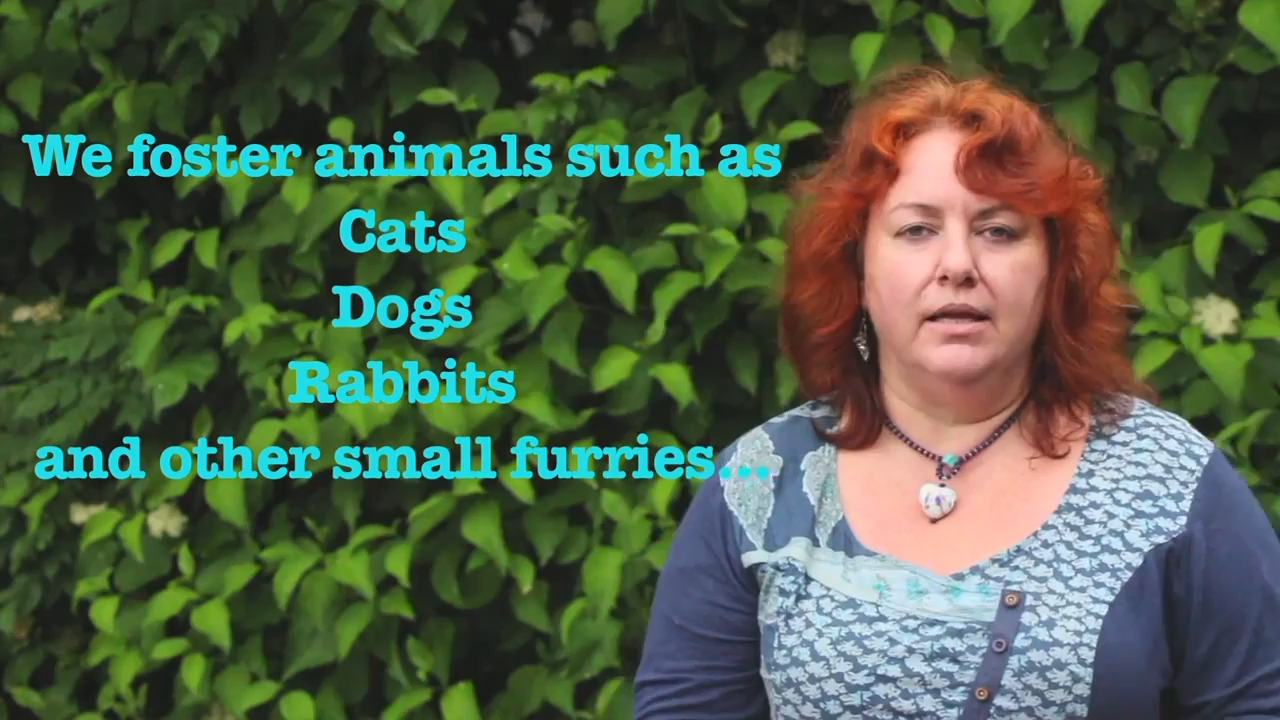 We foster animals such as
Cats
Dogs
Rabbits
and other small furries...